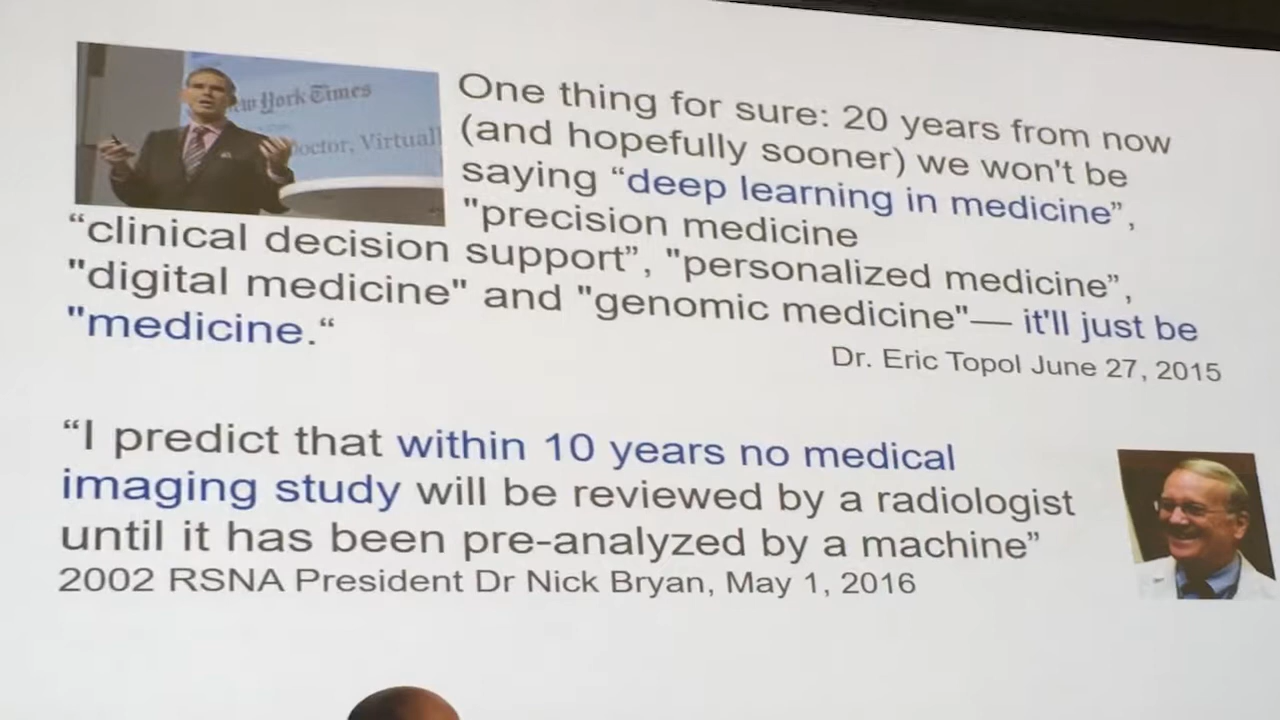 ew York Times
Doctor, Virtuall
One thing for sure: 20 years from now
(and hopefully sooner) we won't be
saying “deep learning in medicine”,
"precision medicine
“clinical decision support”, "personalized medicine”,
"digital medicine" and "genomic medicine"— it'll just be
"medicine.“
Dr. Eric Topol June 27, 2015
“I predict that within 10 years no medical
imaging study will be reviewed by a radiologist
until it has been pre-analyzed by a machine”
2002 RSNA President Dr Nick Bryan, May 1, 2016